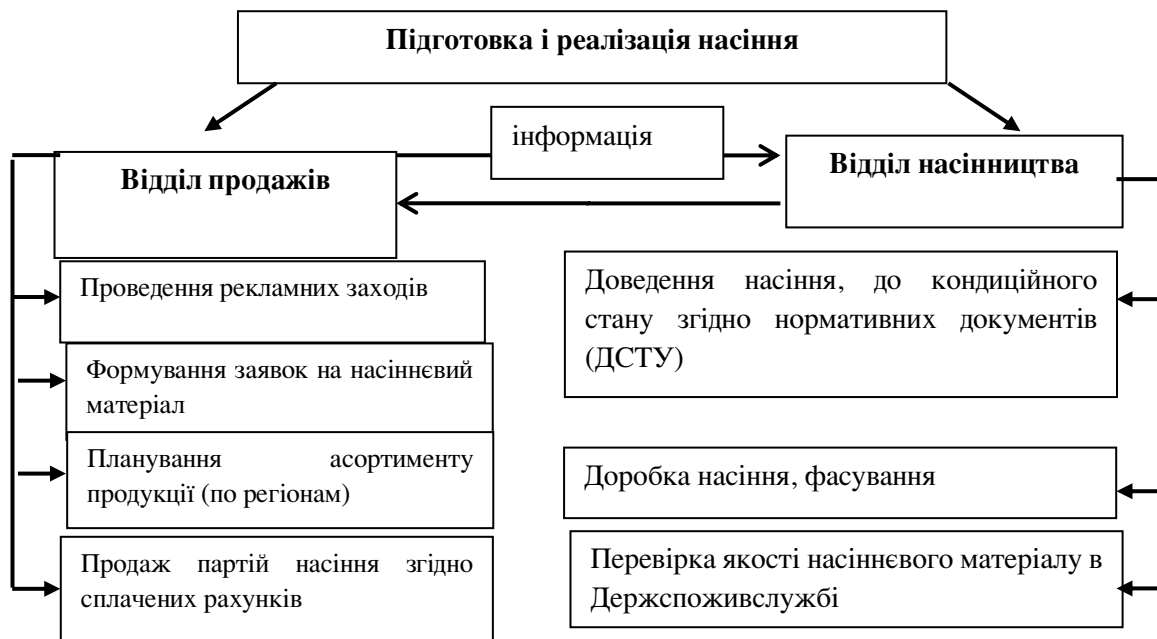 Підготовка і реалізація насіння
інформація
Відділ продажів
Відділ насінництва
Проведення рекламних заходів
Формування заявок на насіннєвий
матеріал
Планування асортименту
продукції (по регіонам)
Продаж партій насіння згідно
сплачених рахунків
Доведення насіння, до кондиційного
стану згідно нормативних документів
(ДСТУ)
Доробка насіння, фасування
Перевірка якості насіннєвого матеріалу в
Держспоживслужбі